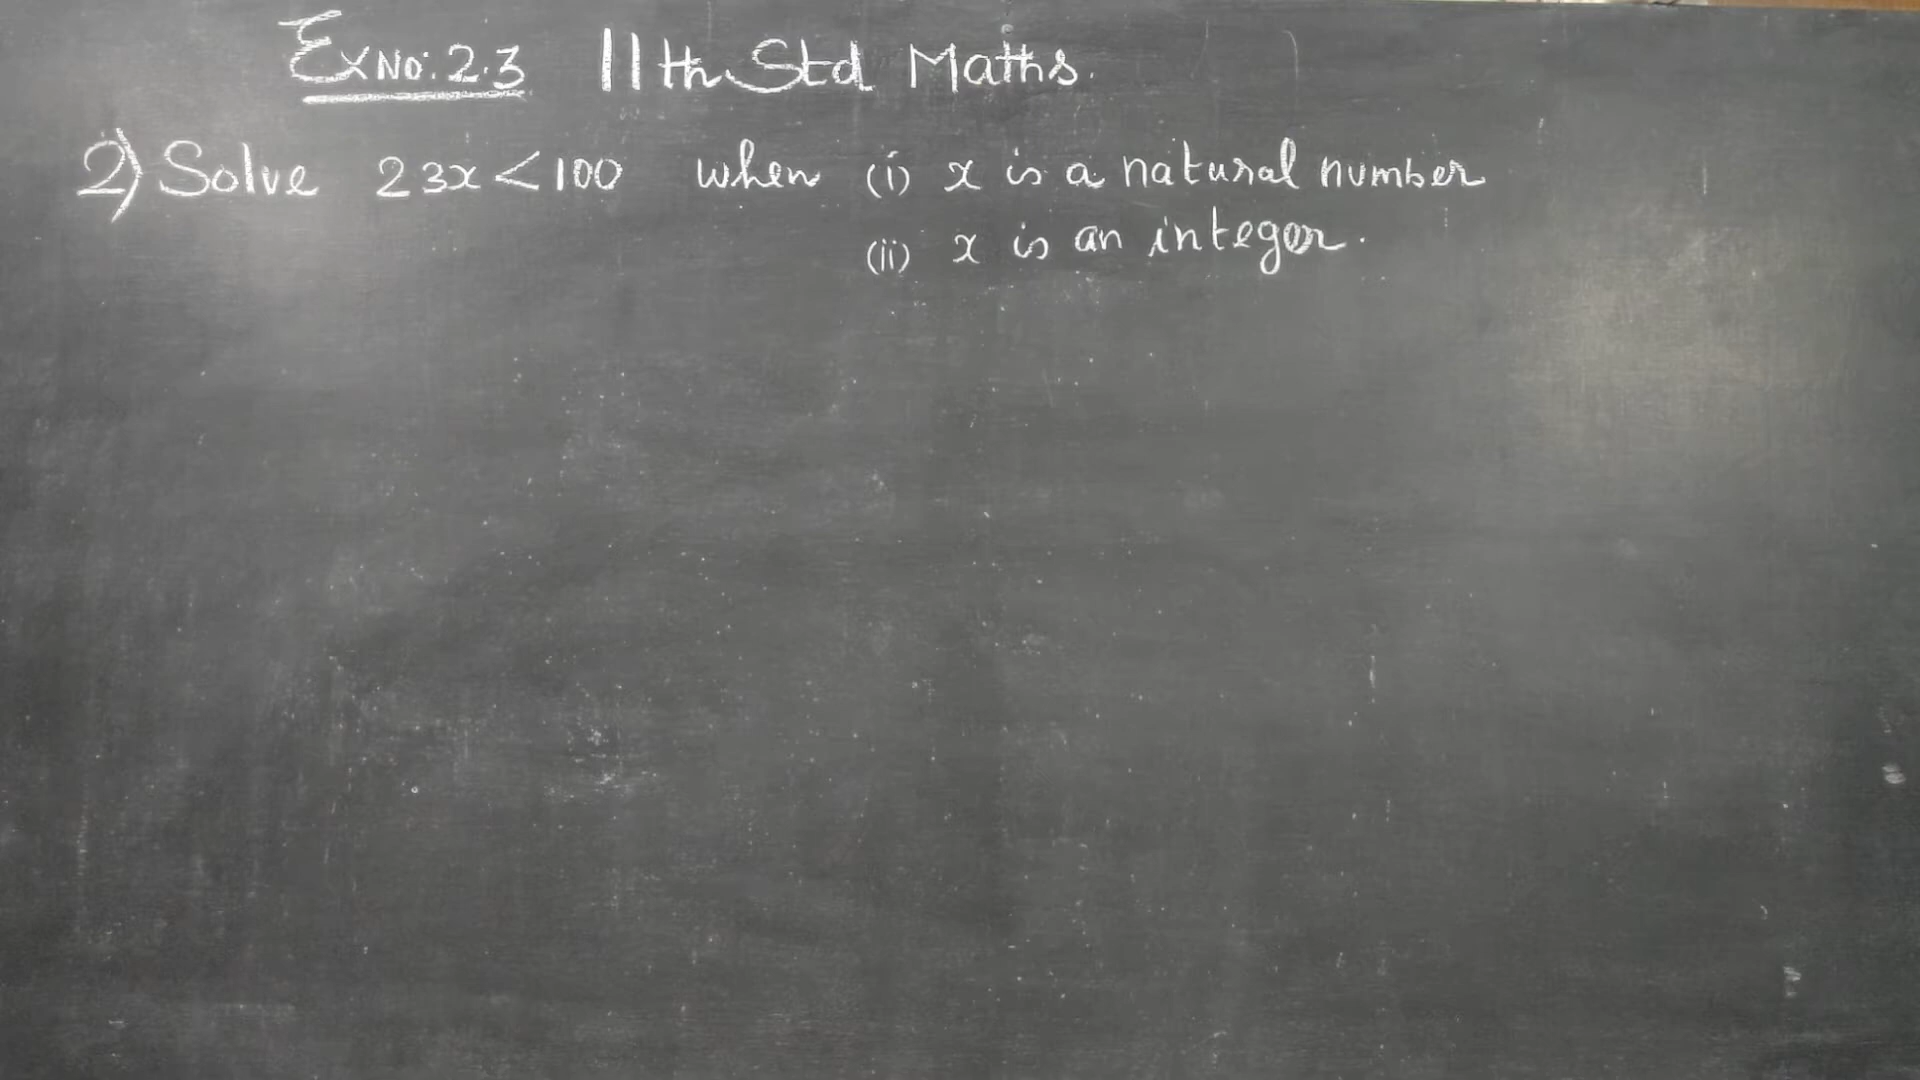 Ex No: 2.3 11th Std Maths.
2) Solve 23x < 100 when (i) x is a natural number
(ii) x is an integer.